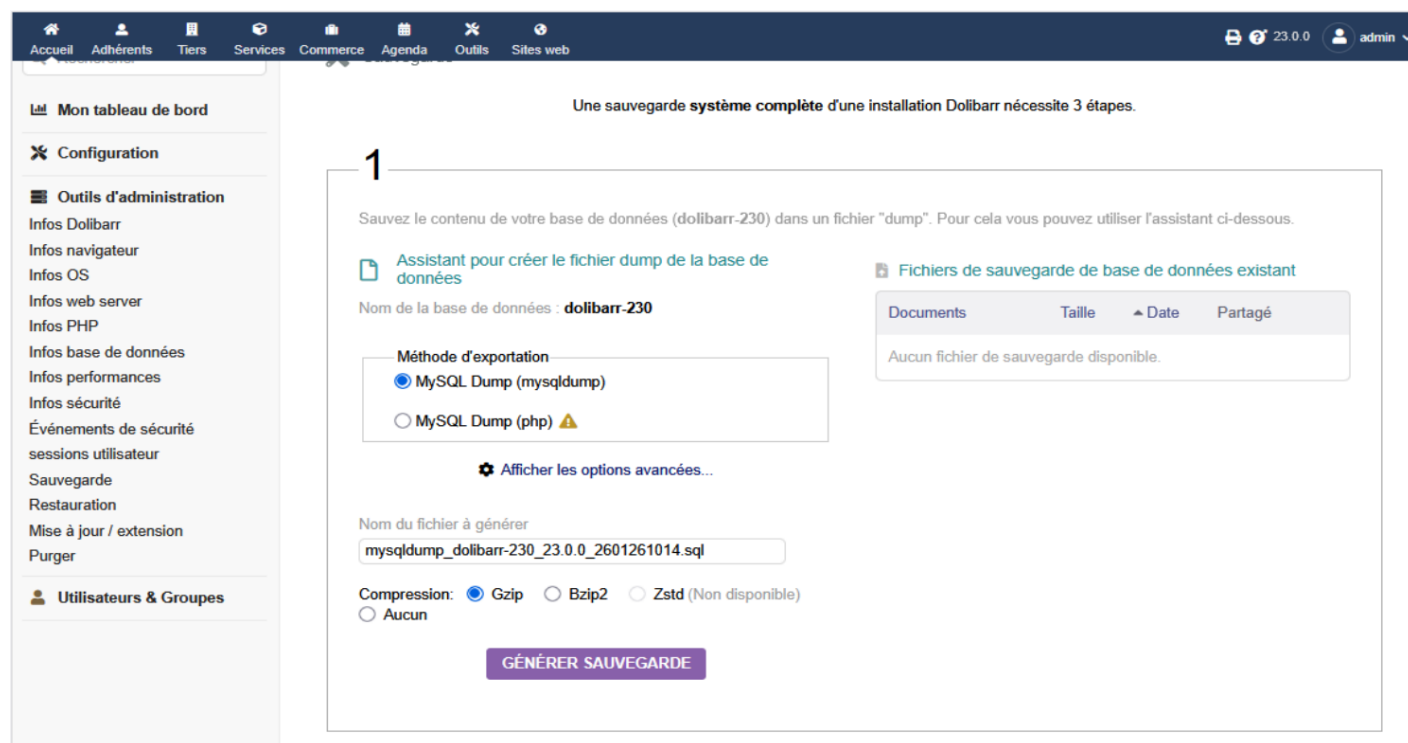 Accueil Adhérents Tiers Services Commerce Agenda Outils Sites web
23.0.0 admin
Rechercher
Sauvegarde
Mon tableau de bord
Configuration
Outils d'administration
Infos Dolibarr
Infos navigateur
Infos OS
Infos web server
Infos PHP
Infos base de données
Infos performances
Infos sécurité
Événements de sécurité
sessions utilisateur
Sauvegarde
Restauration
Mise à jour / extension
Purger
Utilisateurs & Groupes
Une sauvegarde système complète d'une installation Dolibarr nécessite 3 étapes.
1
Sauvez le contenu de votre base de données (dolibarr-230) dans un fichier "dump". Pour cela vous pouvez utiliser l'assistant ci-dessous.
Assistant pour créer le fichier dump de la base de
données
Nom de la base de données : dolibarr-230
Méthode d'exportation
MySQL Dump (mysqldump)
MySQL Dump (php)
Afficher les options avancées...
Nom du fichier à générer
mysqldump_dolibarr-230_23.0.0_2601261014.sql
Compression: Gzip Bzip2 Zstd (Non disponible)
Aucun
GÉNÉRER SAUVEGARDE
Fichiers de sauvegarde de base de données existant
Documents Taille Date Partagé
Aucun fichier de sauvegarde disponible.